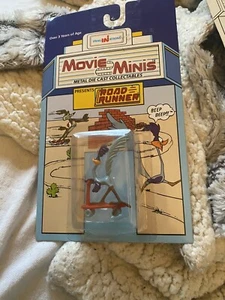 Over 3 Years of Age
MOVIE MINIS
METAL DIE CAST COLLECTABLES
PRESENTS
ROAD RUNNER
BEEP
BEEP!!